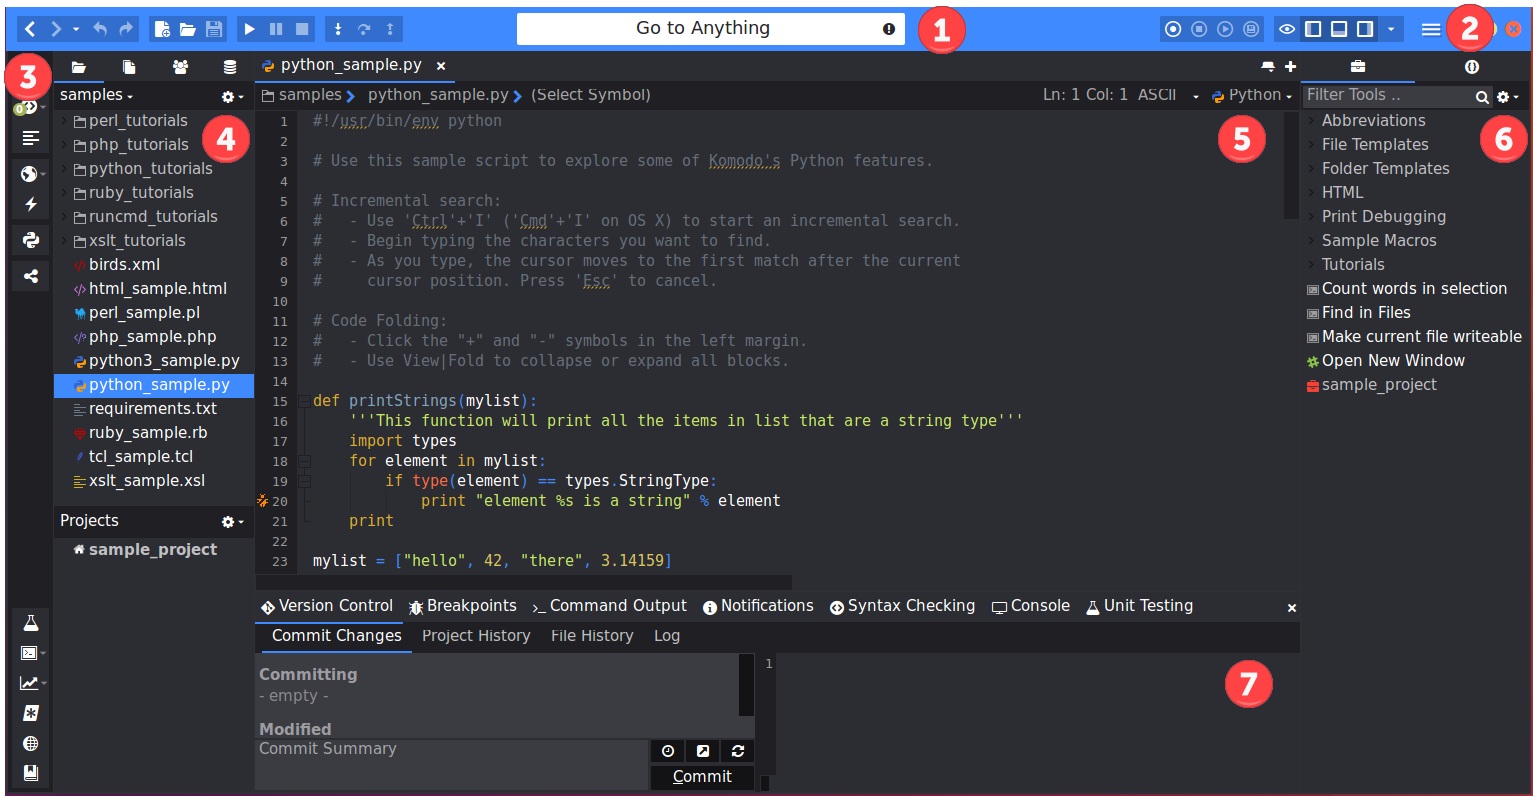 Go to Anything
1
2
3
python_sample.py
samples
samples python_sample.py (Select Symbol)
Ln: 1 Col: 1 ASCII
Python
Filter Tools ..
0
4
5
6
perl_tutorials
php_tutorials
python_tutorials
ruby_tutorials
runcmd_tutorials
xslt_tutorials
birds.xml
html_sample.html
perl_sample.pl
php_sample.php
python3_sample.py
python_sample.py
requirements.txt
ruby_sample.rb
tcl_sample.tcl
xslt_sample.xsl
Projects
sample_project
1 #!/usr/bin/env python
2
3 # Use this sample script to explore some of Komodo's Python features.
4
5 # Incremental search:
6 #   - Use 'Ctrl'+'I' ('Cmd'+'I' on OS X) to start an incremental search.
7 #   - Begin typing the characters you want to find.
8 #   - As you type, the cursor moves to the first match after the current
9 #     cursor position. Press 'Esc' to cancel.
10
11 # Code Folding:
12 #   - Click the "+" and "-" symbols in the left margin.
13 #   - Use View|Fold to collapse or expand all blocks.
14
15 def printStrings(mylist):
16     '''This function will print all the items in list that are a string type'''
17     import types
18     for element in mylist:
19         if type(element) == types.StringType:
20             print "element %s is a string" % element
21     print
22
23 mylist = ["hello", 42, "there", 3.14159]
Abbreviations
File Templates
Folder Templates
HTML
Print Debugging
Sample Macros
Tutorials
Count words in selection
Find in Files
Make current file writeable
Open New Window
sample_project
Version Control Breakpoints Command Output Notifications Syntax Checking Console Unit Testing
Commit Changes Project History File History Log
Committing
- empty -
Modified
Commit Summary
Commit
1
7